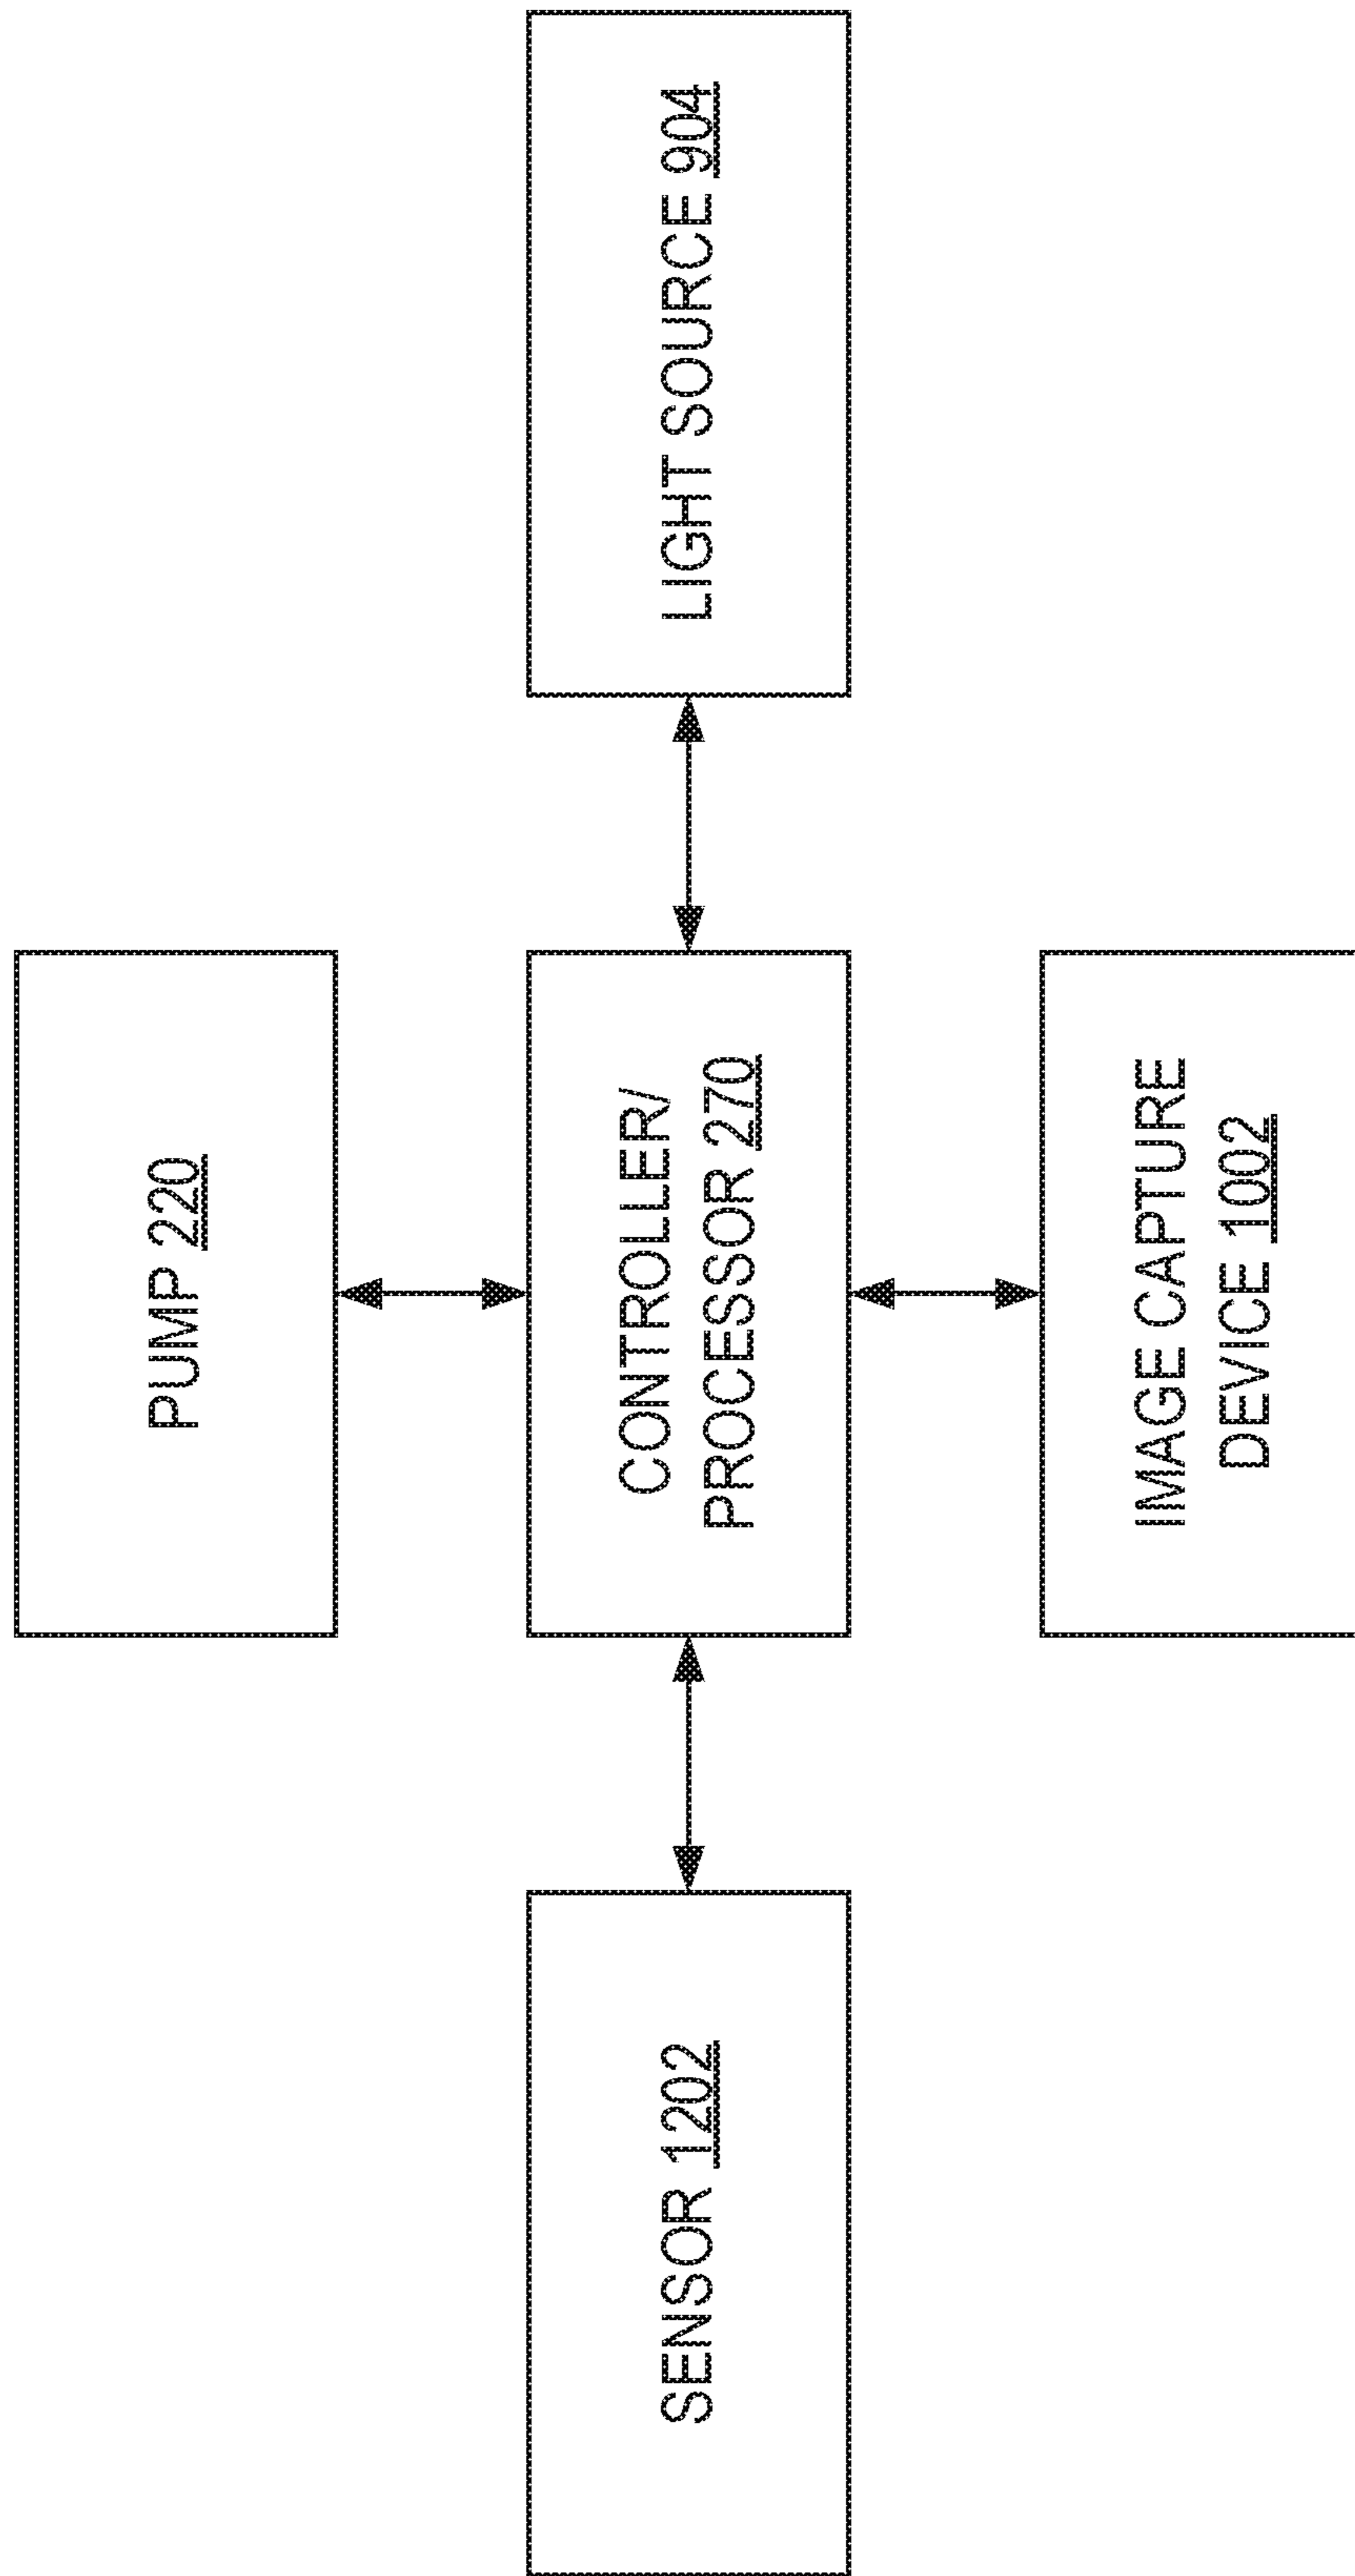 PUMP 220
SENSOR 1202
CONTROLLER/
PROCESSOR 270
LIGHT SOURCE 904
IMAGE CAPTURE
DEVICE 1002